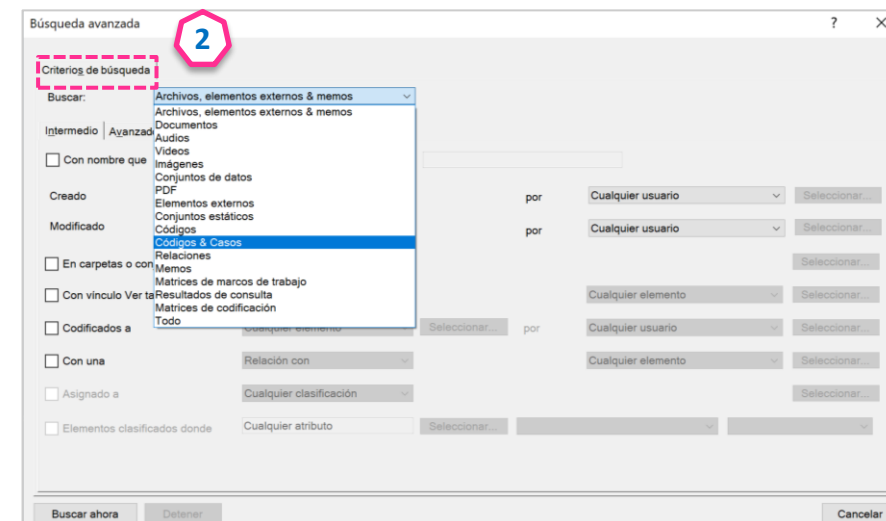 Búsqueda avanzada
?
2
Criterios de búsqueda
Buscar: Archivos, elementos externos & memos
Archivos, elementos externos & memos
Intermedio Avanzad
Documentos
Audios
Videos
Imágenes
Conjuntos de datos
PDF
Elementos externos
Conjuntos estáticos
Códigos
Códigos & Casos
Relaciones
Memos
Matrices de marcos de trabajo
Resultados de consulta
Matrices de codificación
Todo
Con nombre que
Creado por Cualquier usuario Seleccionar...
Modificado por Cualquier usuario Seleccionar...
En carpetas o con Seleccionar...
Con vínculo Ver ta Cualquier elemento Seleccionar...
Codificados a Cualquier elemento Seleccionar... por Cualquier usuario Seleccionar...
Con una Relación con Cualquier elemento Seleccionar...
Asignado a Cualquier clasificación Seleccionar...
Elementos clasificados donde Cualquier atributo Seleccionar...
Buscar ahora Detener Cancelar